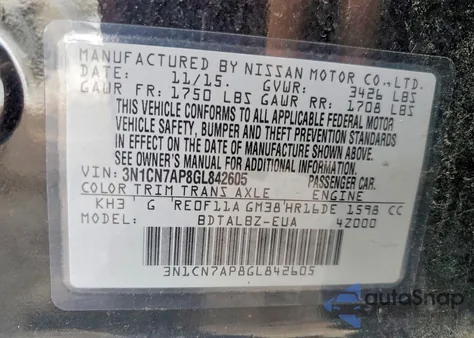 MANUFACTURED BY NISSAN MOTOR CO., LTD.
DATE: 11/15. GVWR: 3426 LBS
GAUR FR: 1750 LBS GAUR RR: 1708 LBS
THIS VEHICLE CONFORMS TO ALL APPLICABLE FEDERAL MOTOR
VEHICLE SAFETY, BUMPER AND THEFT PREVENTION STANDARDS
IN EFFECT ON THE DATE OF MANUFACTURE SHOWN ABOVE.
SEE OWNER'S MANUAL FOR ADDITIONAL INFORMATION.
VIN: 3N1CN7AP8GL842605 PASSENGER CAR.
COLOR TRIM TRANS AXLE ENGINE
KH3 G RE0F11A GM38 HR16DE 1598 CC
MODEL: BDTALBZ-EUA 42000
3N1CN7AP8GL842605
autoSnap